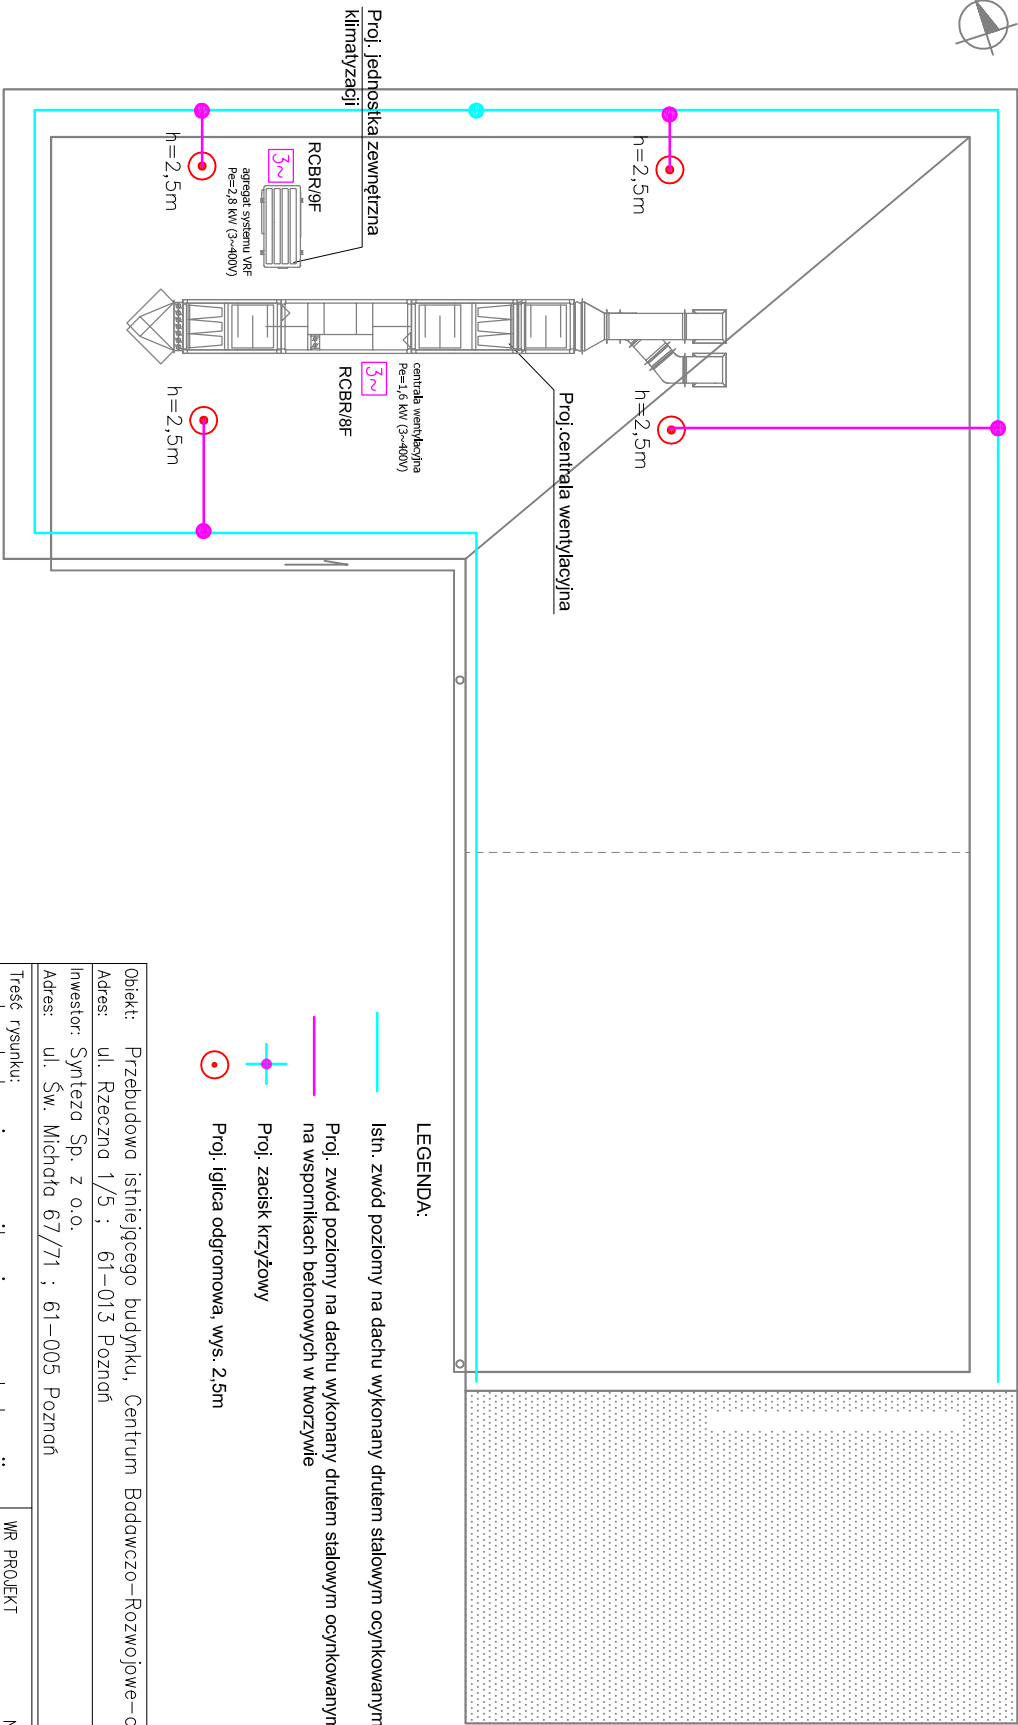 Proj. jednostka zewnętrzna
klimatyzacji
h=2,5m
h=2,5m
RCBR/9F
3~
agregat systemu VRF
Pe=2,8 kW (3~400V)
centrala wentylacyjna
Pe=1,6 kW (3~400V)
3~
RCBR/8F
h=2,5m
h=2,5m
Proj.centrala wentylacyjna
LEGENDA:
Istn. zwód poziomy na dachu wykonany drutem stalowym ocynkowanym
Proj. zwód poziomy na dachu wykonany drutem stalowym ocynkowanym
na wspornikach betonowych w tworzywie
Proj. zacisk krzyżowy
Proj. iglica odgromowa, wys. 2,5m
Obiekt: Przebudowa istniejącego budynku, Centrum Badawczo-Rozwojowe-
Adres: ul. Rzeczna 1/5 ; 61-013 Poznań
Inwestor: Synteza Sp. z o.o.
Adres: ul. Św. Michała 67/71 ; 61-005 Poznań
Treść rysunku:
WR PROJEKT